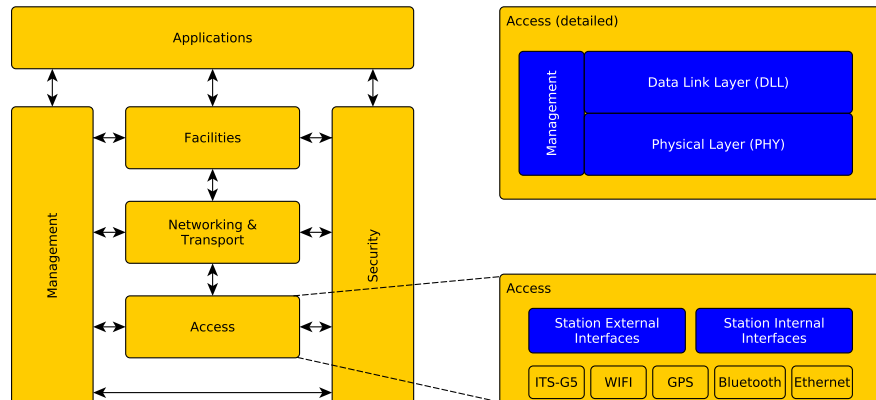 Applications
Management
Facilities
Networking &
Transport
Access
Security
Access (detailed)
Management
Data Link Layer (DLL)
Physical Layer (PHY)
Access
Station External
Interfaces
Station Internal
Interfaces
ITS-G5
WIFI
GPS
Bluetooth
Ethernet